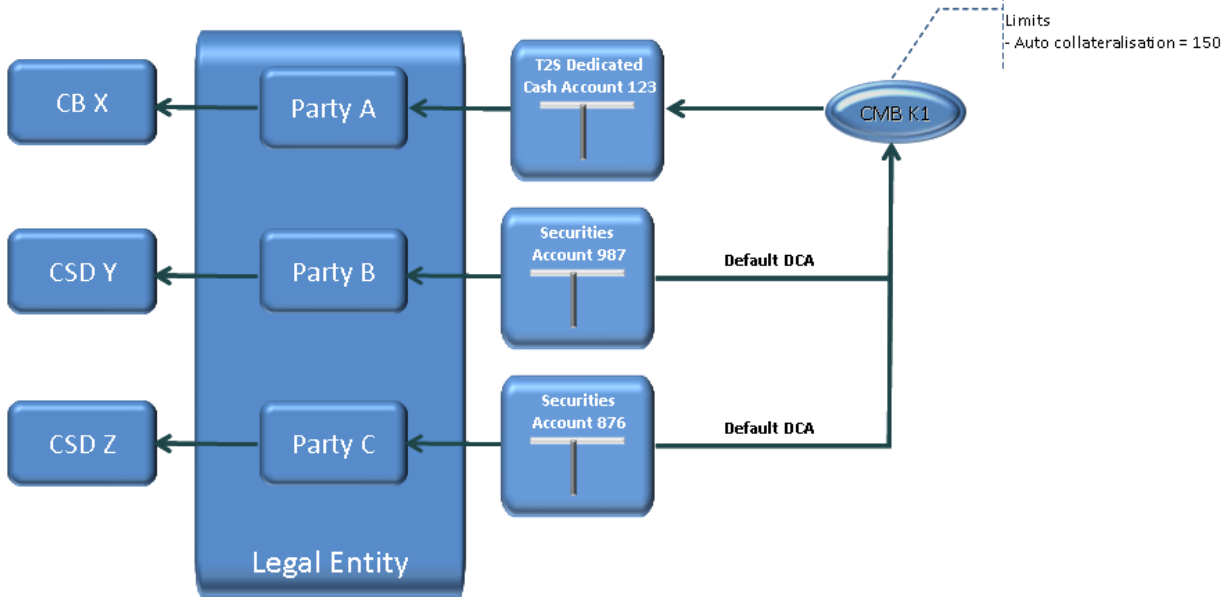 Limits
- Auto collateralisation = 150
CB X
Party A
T2S Dedicated
Cash Account 123
CMB K1
CSD Y
Party B
Securities
Account 987
Default DCA
CSD Z
Party C
Securities
Account 876
Default DCA
Legal Entity